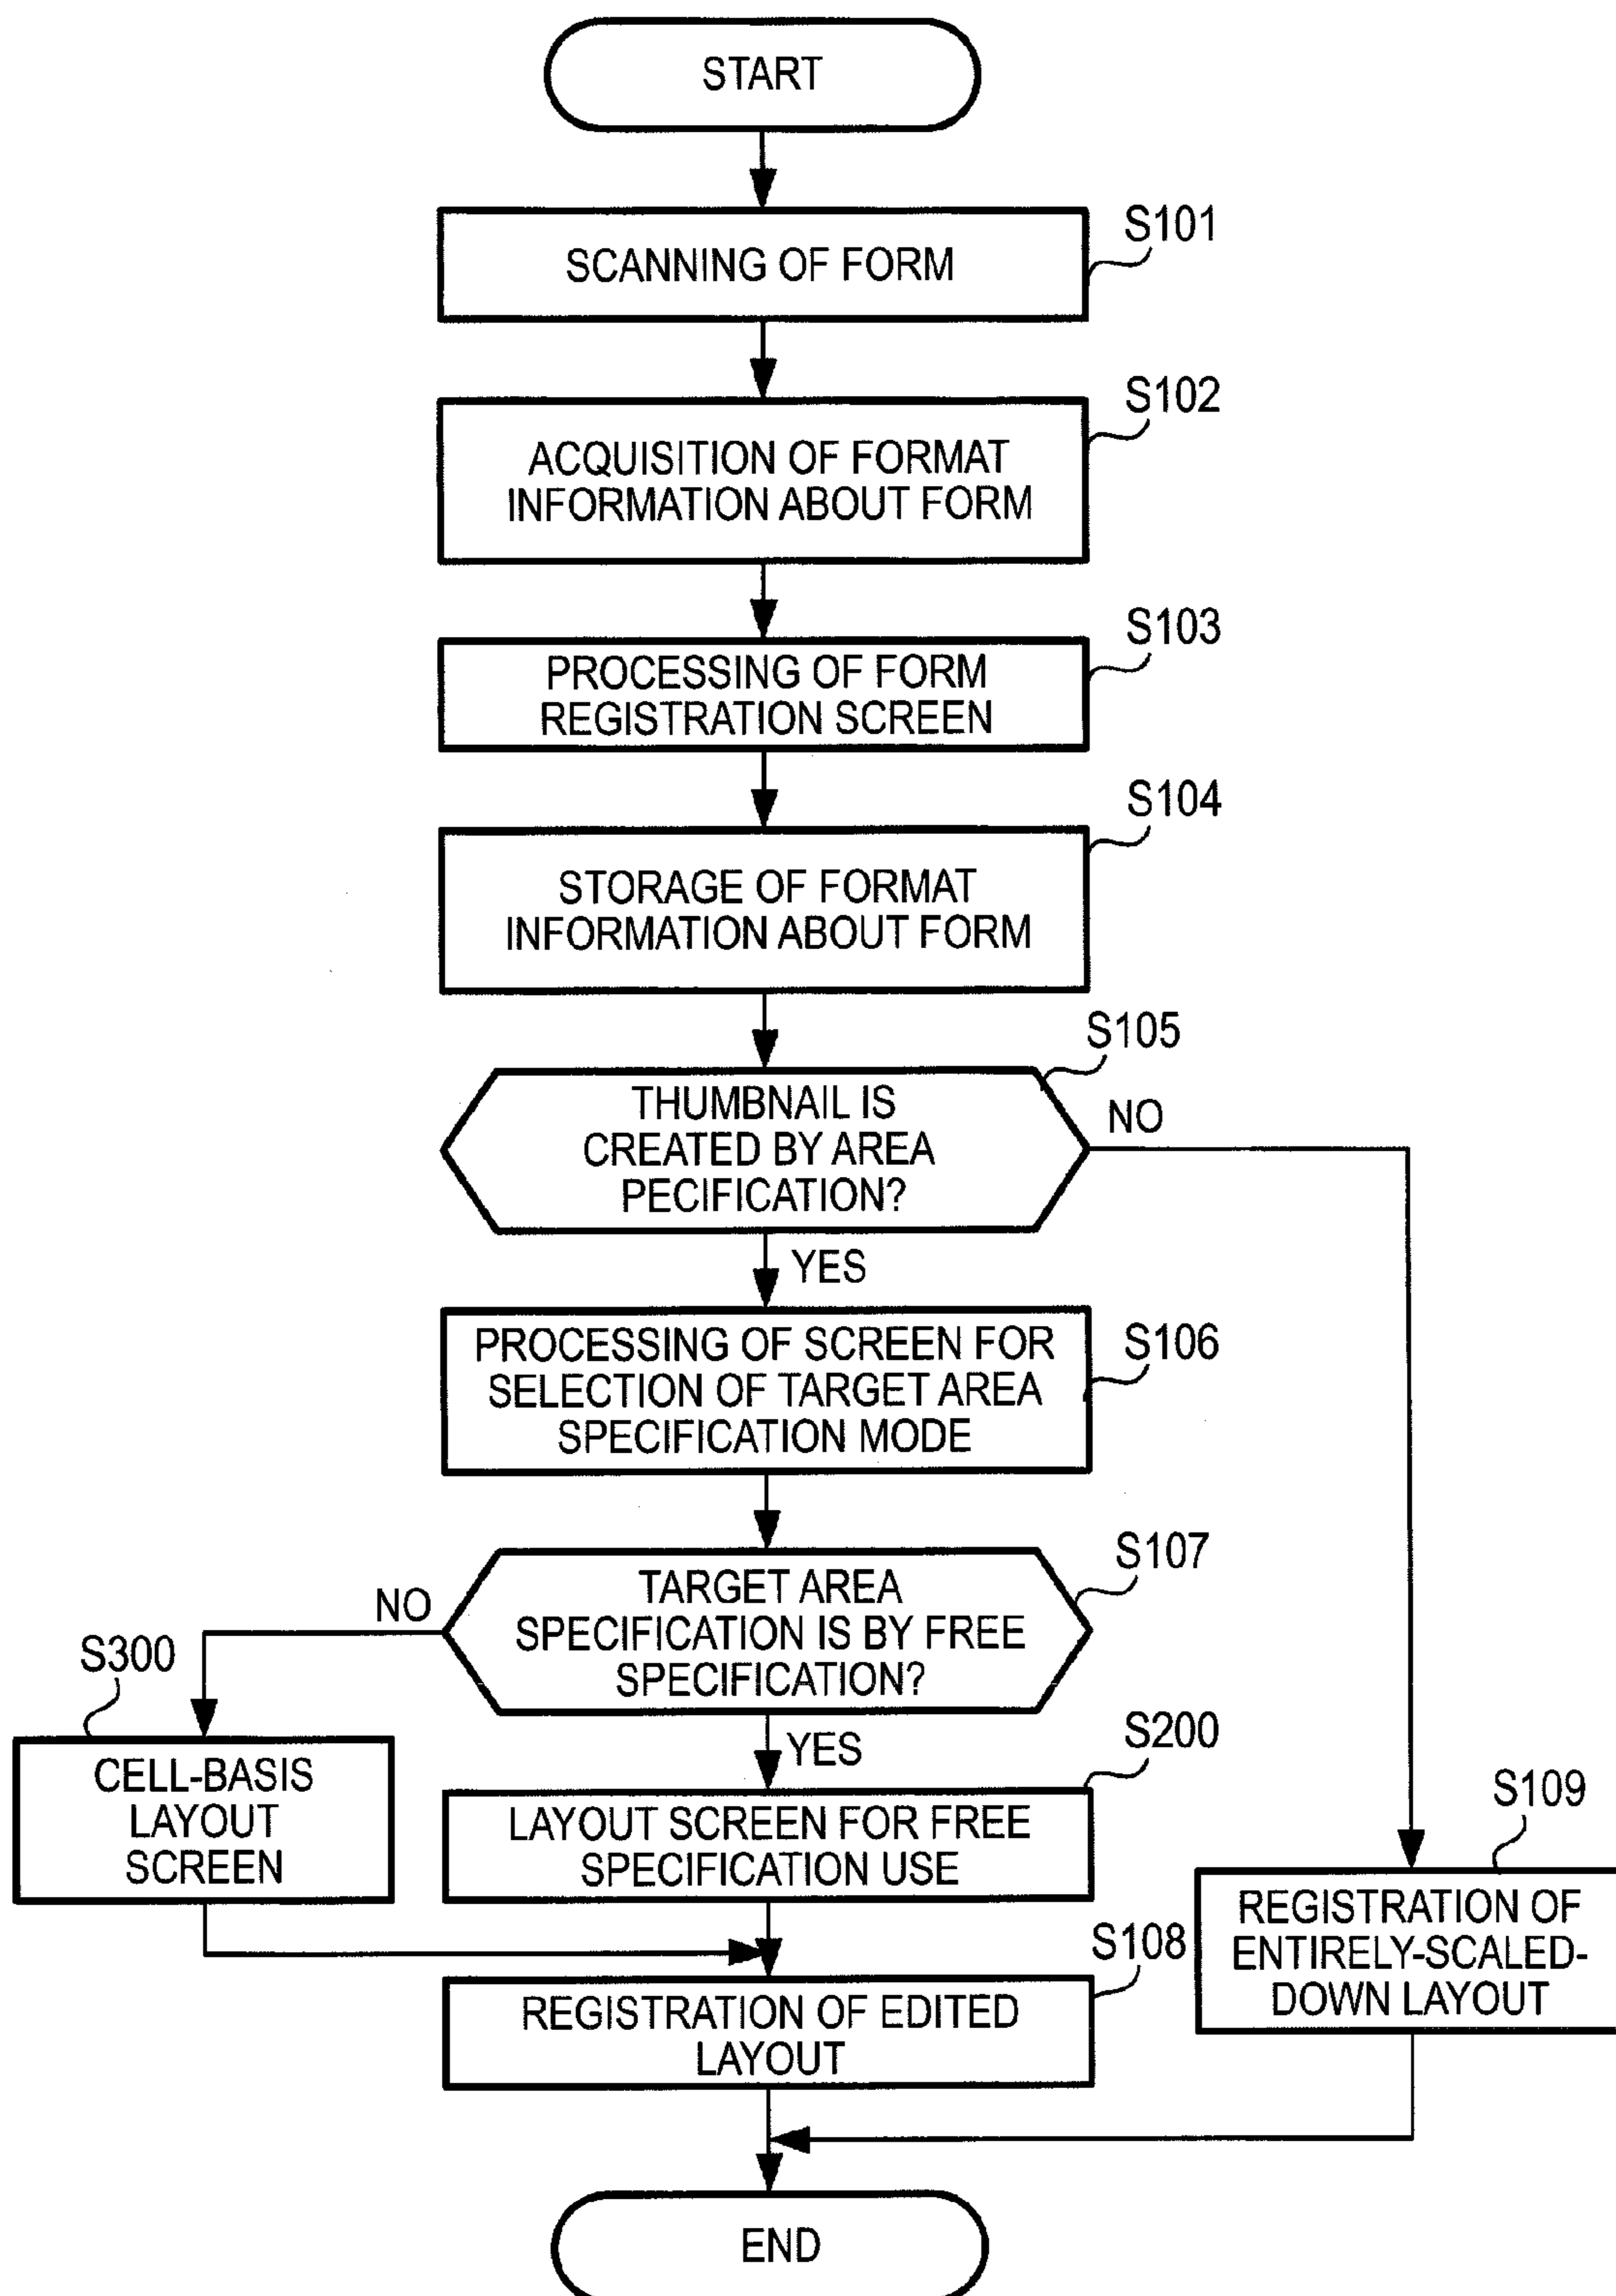 START
S101
SCANNING OF FORM
S102
ACQUISITION OF FORMAT
INFORMATION ABOUT FORM
S103
PROCESSING OF FORM
REGISTRATION SCREEN
S104
STORAGE OF FORMAT
INFORMATION ABOUT FORM
S105
THUMBNAIL IS
CREATED BY AREA
PECIFICATION?
NO
YES
S106
PROCESSING OF SCREEN FOR
SELECTION OF TARGET AREA
SPECIFICATION MODE
S107
TARGET AREA
SPECIFICATION IS BY FREE
SPECIFICATION?
NO
YES
S300
CELL-BASIS
LAYOUT
SCREEN
S200
LAYOUT SCREEN FOR FREE
SPECIFICATION USE
S109
REGISTRATION OF
ENTIRELY-SCALED-
DOWN LAYOUT
S108
REGISTRATION OF EDITED
LAYOUT
END